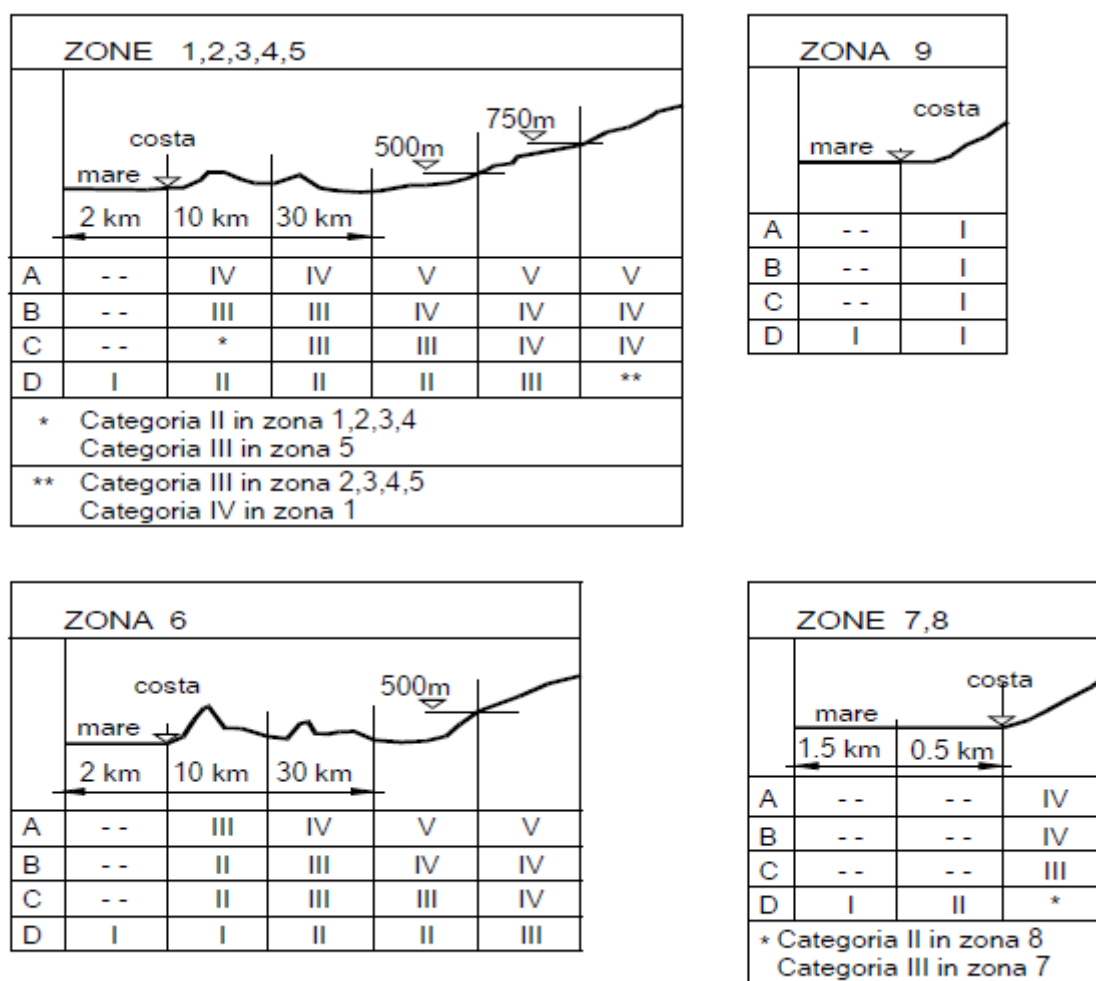 ZONE 1,2,3,4,5
costa
mare
500m
750m
2 km 10 km 30 km
A -- IV IV V V V
B -- III III IV IV IV
C -- * III III IV IV
D I II II II III **
* Categoria II in zona 1,2,3,4
Categoria III in zona 5
** Categoria III in zona 2,3,4,5
Categoria IV in zona 1
ZONA 9
costa
mare
A -- I
B -- I
C -- I
D I I
ZONA 6
costa
mare
500m
2 km 10 km 30 km
A -- III IV V V
B -- II III IV IV
C -- II III III IV
D I I II II III
ZONE 7,8
costa
mare
1.5 km 0.5 km
A -- -- IV
B -- -- IV
C -- -- III
D I II *
* Categoria II in zona 8
Categoria III in zona 7